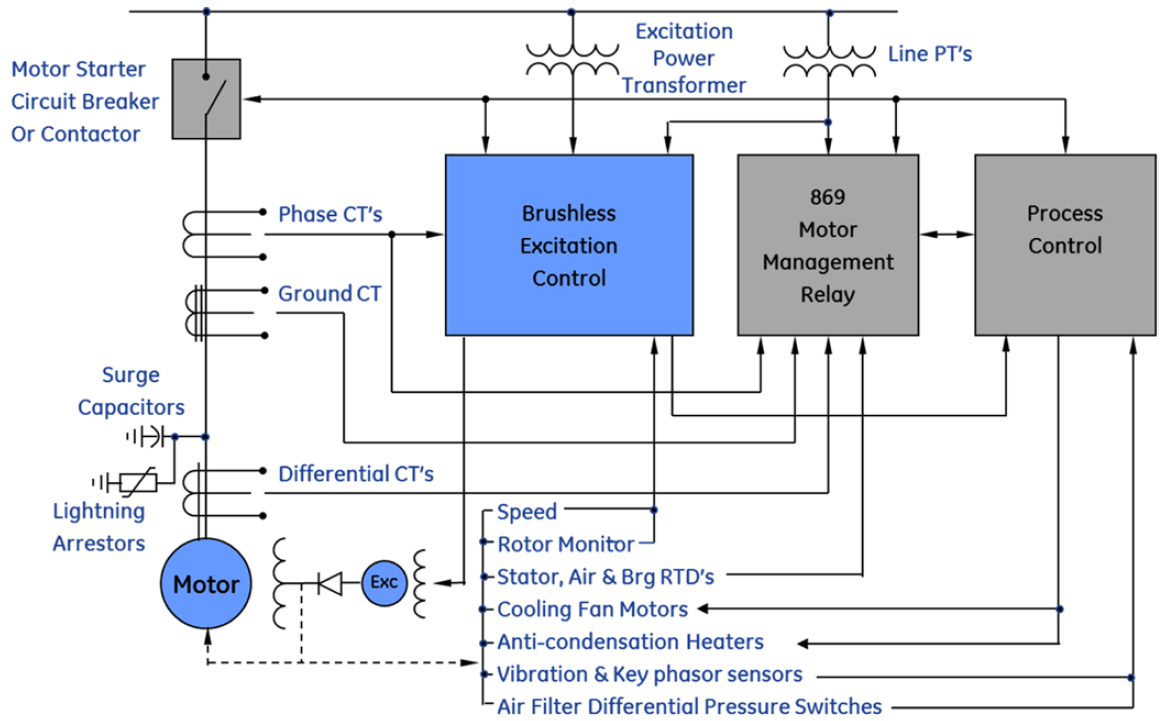 Motor Starter
Circuit Breaker
Or Contactor
Excitation
Power
Transformer
Line PT's
Phase CT's
Brushless
Excitation
Control
869
Motor
Management
Relay
Process
Control
Ground CT
Surge
Capacitors
Differential CT's
Lightning
Arrestors
Motor
Exc
Speed
Rotor Monitor
Stator, Air & Brg RTD's
Cooling Fan Motors
Anti-condensation Heaters
Vibration & Key phasor sensors
Air Filter Differential Pressure Switches